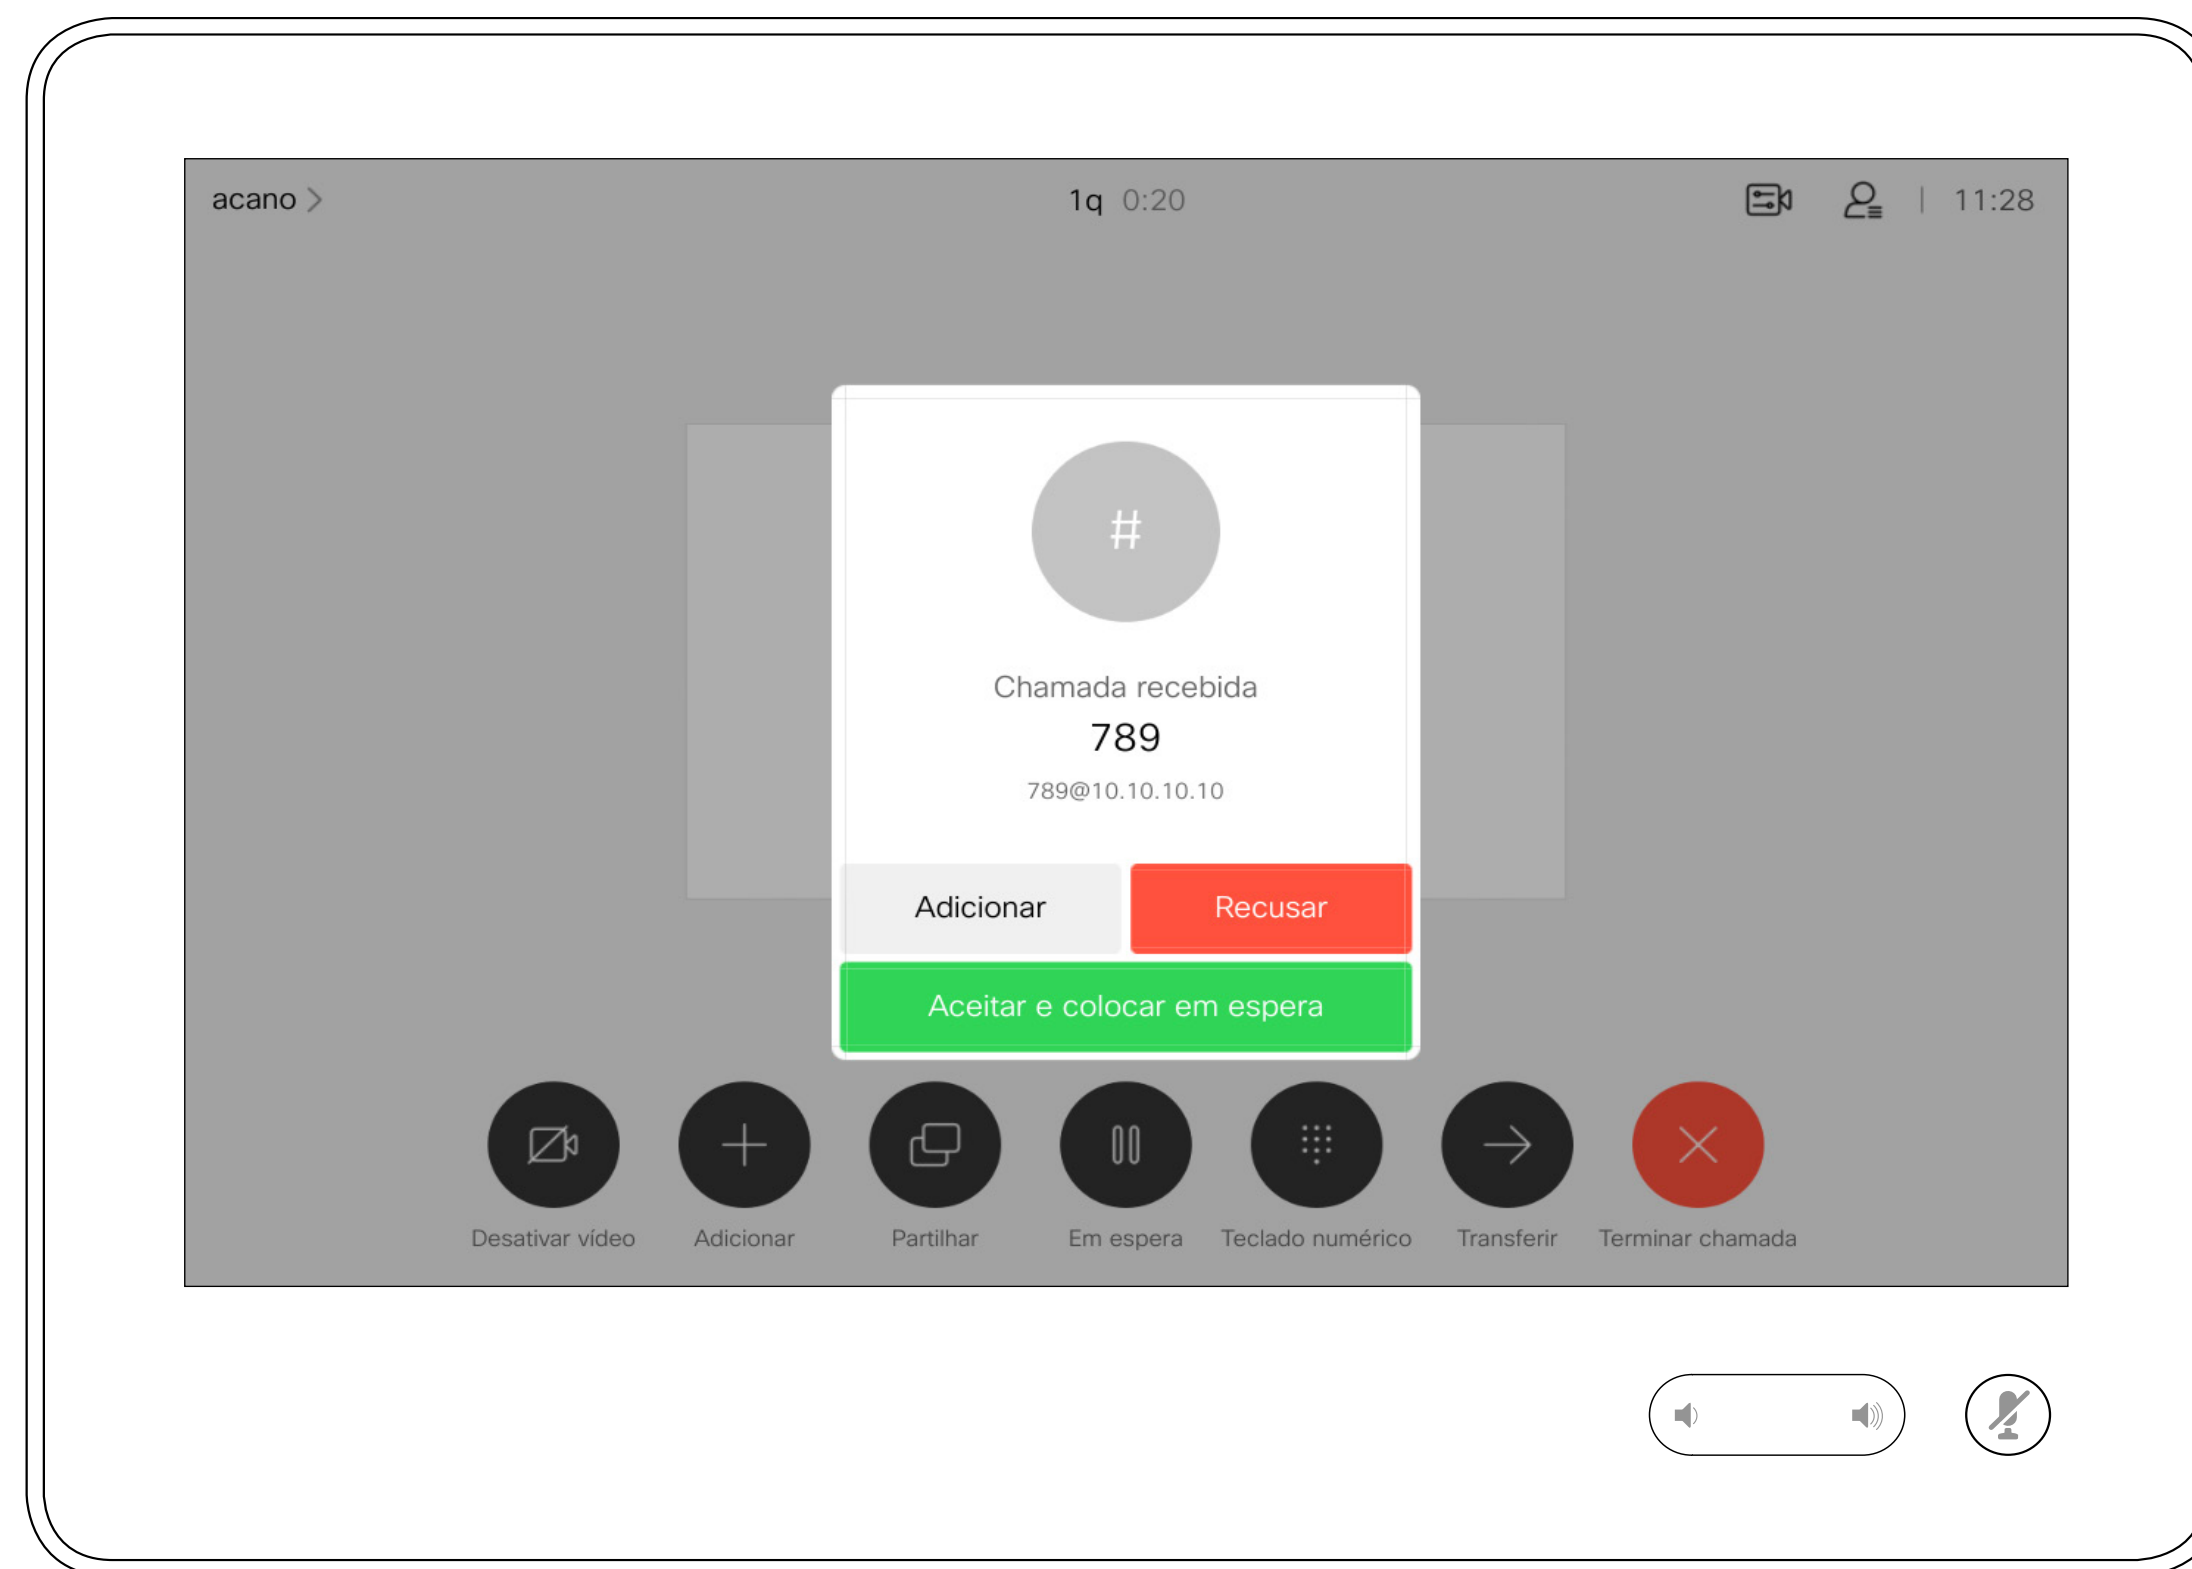 acano
1q 0:20
11:28
#
Chamada recebida
789
789@10.10.10.10
Adicionar
Recusar
Aceitar e colocar em espera
Desativar vídeo
Adicionar
Partilhar
Em espera
Teclado numérico
Transferir
Terminar chamada